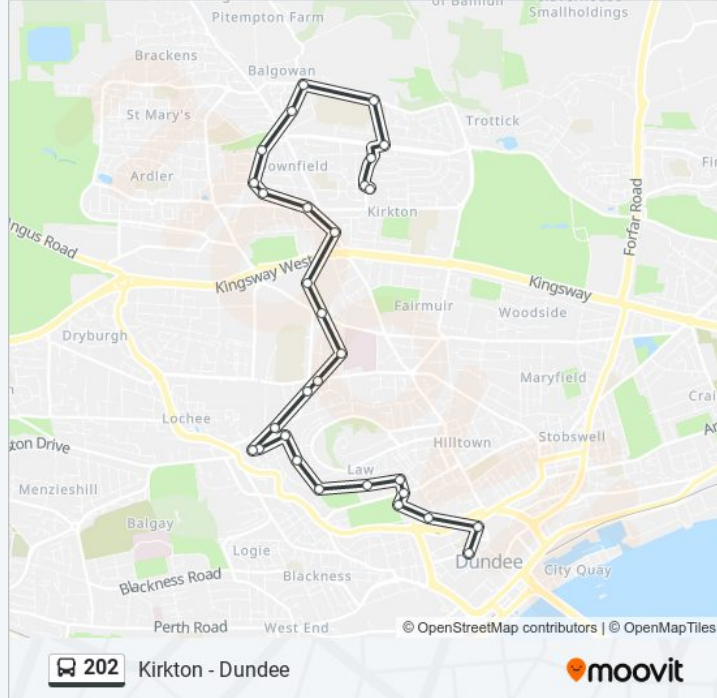 Pitempton Farm
Smallholdings
Brackens
Balgowan
St Mary's
Trottick
Ardler
Kirkton
Forfar Road
Angus Road
Kingsway West
Kingsway
Fairmuir
Woodside
Dryburgh
Maryfield
Lochee
Hilltown
Stobswell
Law
Menzieshill
Balgay
Logie
Dundee
City Quay
Blackness Road
Blackness
Perth Road
West End
© OpenStreetMap contributors | © OpenMapTiles
202
Kirkton - Dundee
moovit